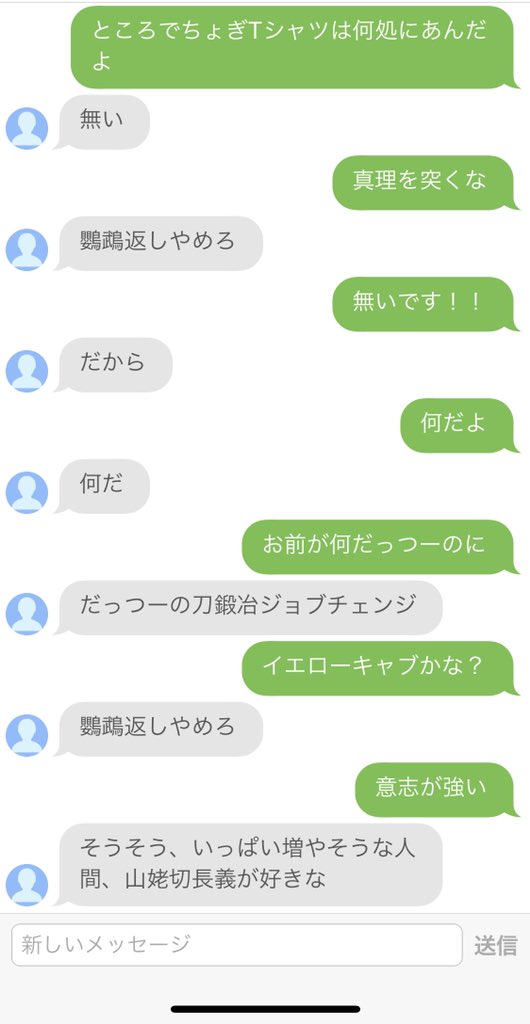 ところでちょぎTシャツは何処にあんだ
よ
無い
真理を突くな
鸚鵡返しやめろ
無いです！！
だから
何だよ
何だ
お前が何だっつーのに
だっつーの刀鍛冶ジョブチェンジ
イエローキャブかな？
鸚鵡返しやめろ
意志が強い
そうそう、いっぱい増やそうな人
間、山姥切長義が好きな
新しいメッセージ
送信